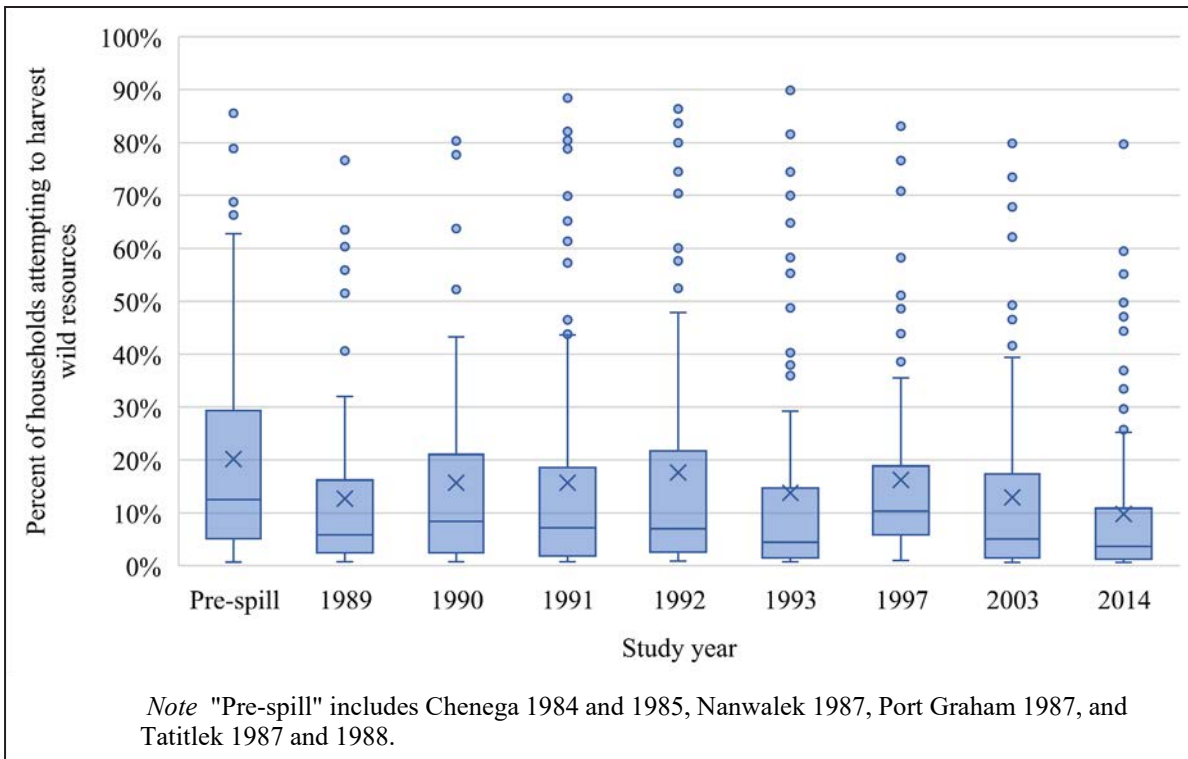 100%
90%
80%
70%
60%
50%
40%
30%
20%
10%
0%
Percent of households attempting to harvest
wild resources
Pre-spill 1989 1990 1991 1992 1993 1997 2003 2014
Study year
Note "Pre-spill" includes Chenega 1984 and 1985, Nanwalek 1987, Port Graham 1987, and
Tatitlek 1987 and 1988.